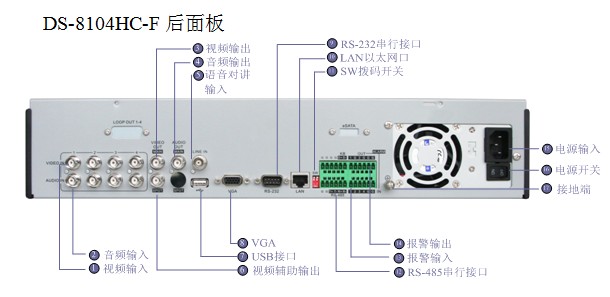 DS-8104HC-F 后面板
③ 视频输出
④ 音频输出
⑤ 语音对讲
输入
⑨ RS-232串行接口
⑩ LAN以太网口
⑪ SW拨码开关
LOOP OUT 1-4
VIDEO OUT
AUDIO OUT
LINE IN
eSATA
VIDEO IN
AUDIO IN
VGA
RS-232
LAN
⑮ 电源输入
⑯ 电源开关
⑰ 接地端
② 音频输入
① 视频输入
⑧ VGA
⑦ USB接口
⑥ 视频辅助输出
⑭ 报警输出
⑬ 报警输入
⑫ RS-485串行接口